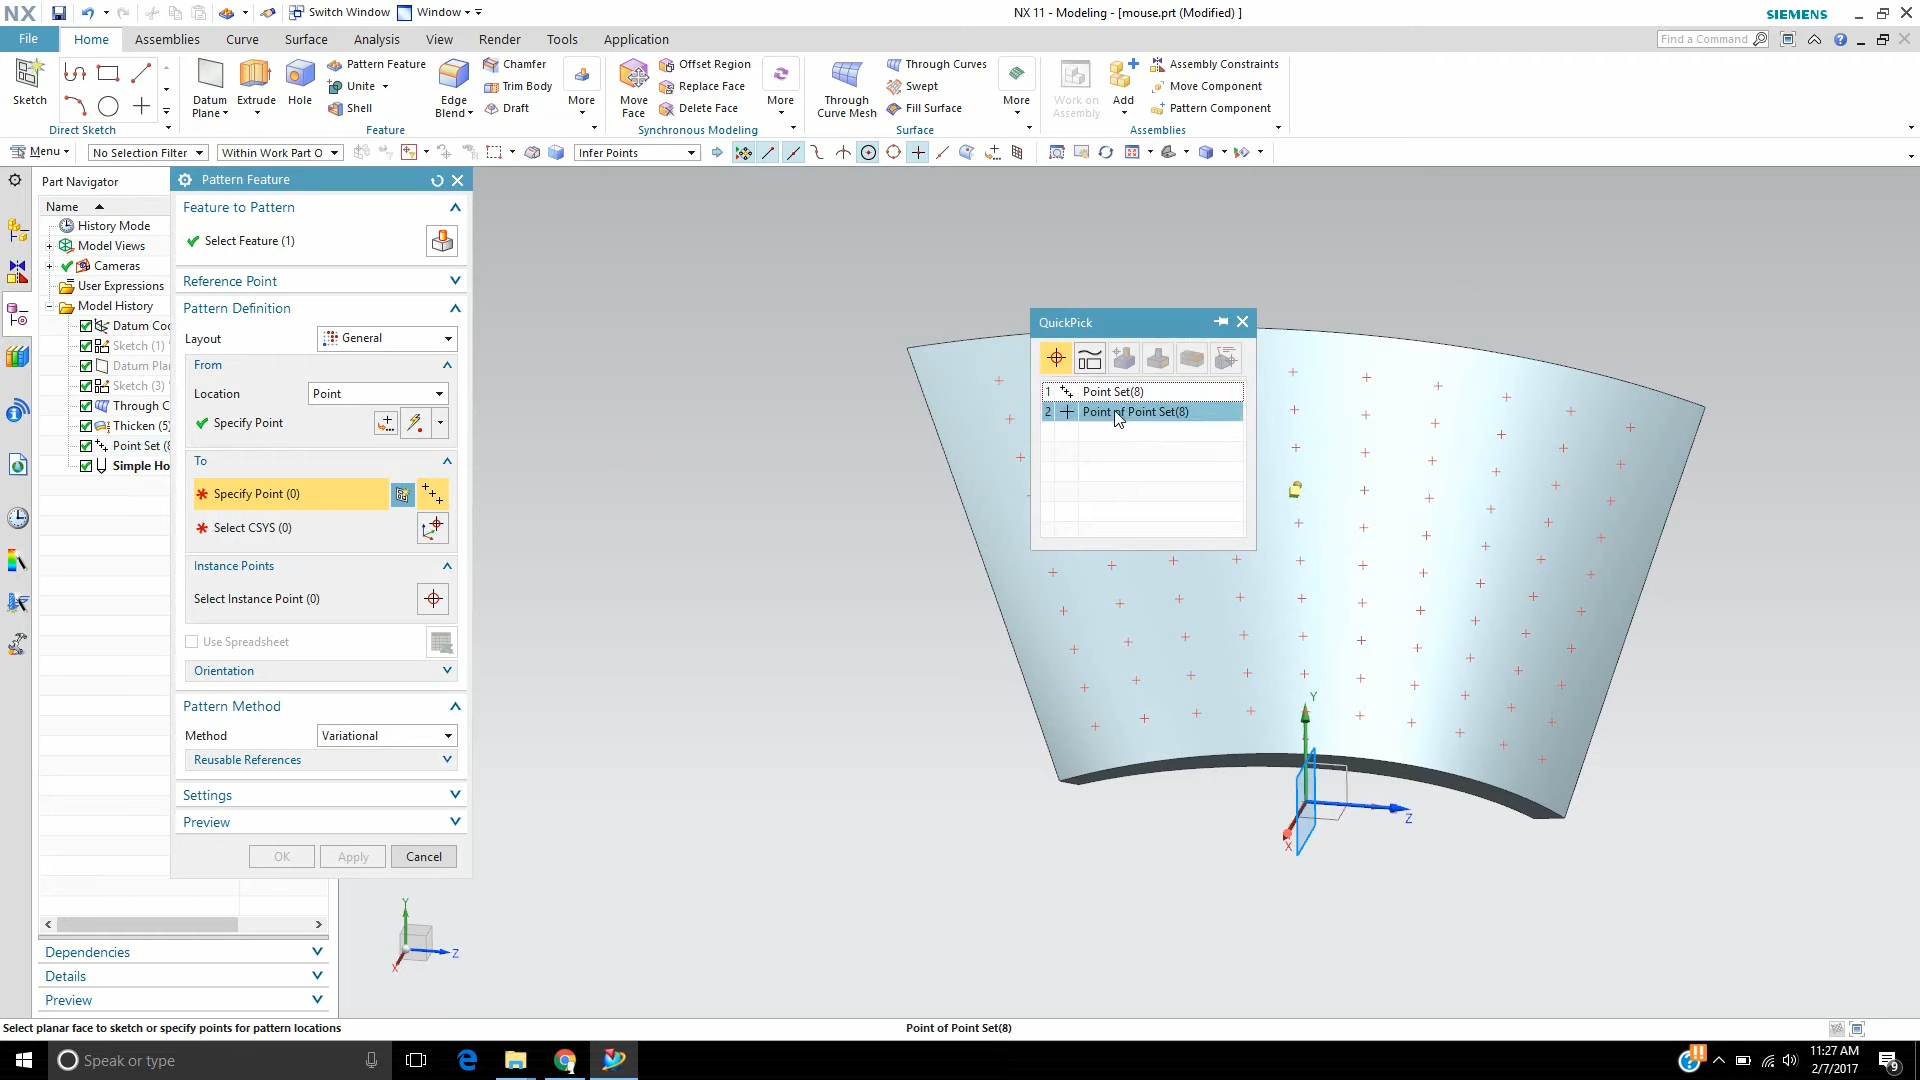 NX
Switch Window
Window
NX 11 - Modeling - [mouse.prt (Modified) ]
SIEMENS
File
Home
Assemblies
Curve
Surface
Analysis
View
Render
Tools
Application
Find a Command
Sketch
Direct Sketch
Datum
Plane
Extrude
Hole
Pattern Feature
Unite
Shell
Edge
Blend
Chamfer
Trim Body
Draft
More
Feature
Move
Face
Offset Region
Replace Face
Delete Face
More
Synchronous Modeling
Through
Curve Mesh
Through Curves
Swept
Fill Surface
More
Surface
Work on
Assembly
Add
Assembly Constraints
Move Component
Pattern Component
Assemblies
Menu
No Selection Filter
Within Work Part O
Infer Points
Part Navigator
Name
History Mode
Model Views
Cameras
User Expressions
Model History
Datum Coo
Sketch (1)
Datum Pla
Sketch (3)
Through C
Thicken (5)
Point Set (8
Simple Ho
Dependencies
Details
Preview
Pattern Feature
Feature to Pattern
Select Feature (1)
Reference Point
Pattern Definition
Layout
General
From
Location
Point
Specify Point
To
Specify Point (0)
Select CSYS (0)
Instance Points
Select Instance Point (0)
Use Spreadsheet
Orientation
Pattern Method
Method
Variational
Reusable References
Settings
Preview
OK
Apply
Cancel
QuickPick
1 Point Set(8)
2 Point of Point Set(8)
Y
Z
X
Y
Z
X
Select planar face to sketch or specify points for pattern locations
Point of Point Set(8)
Speak or type
11:27 AM
2/7/2017
9